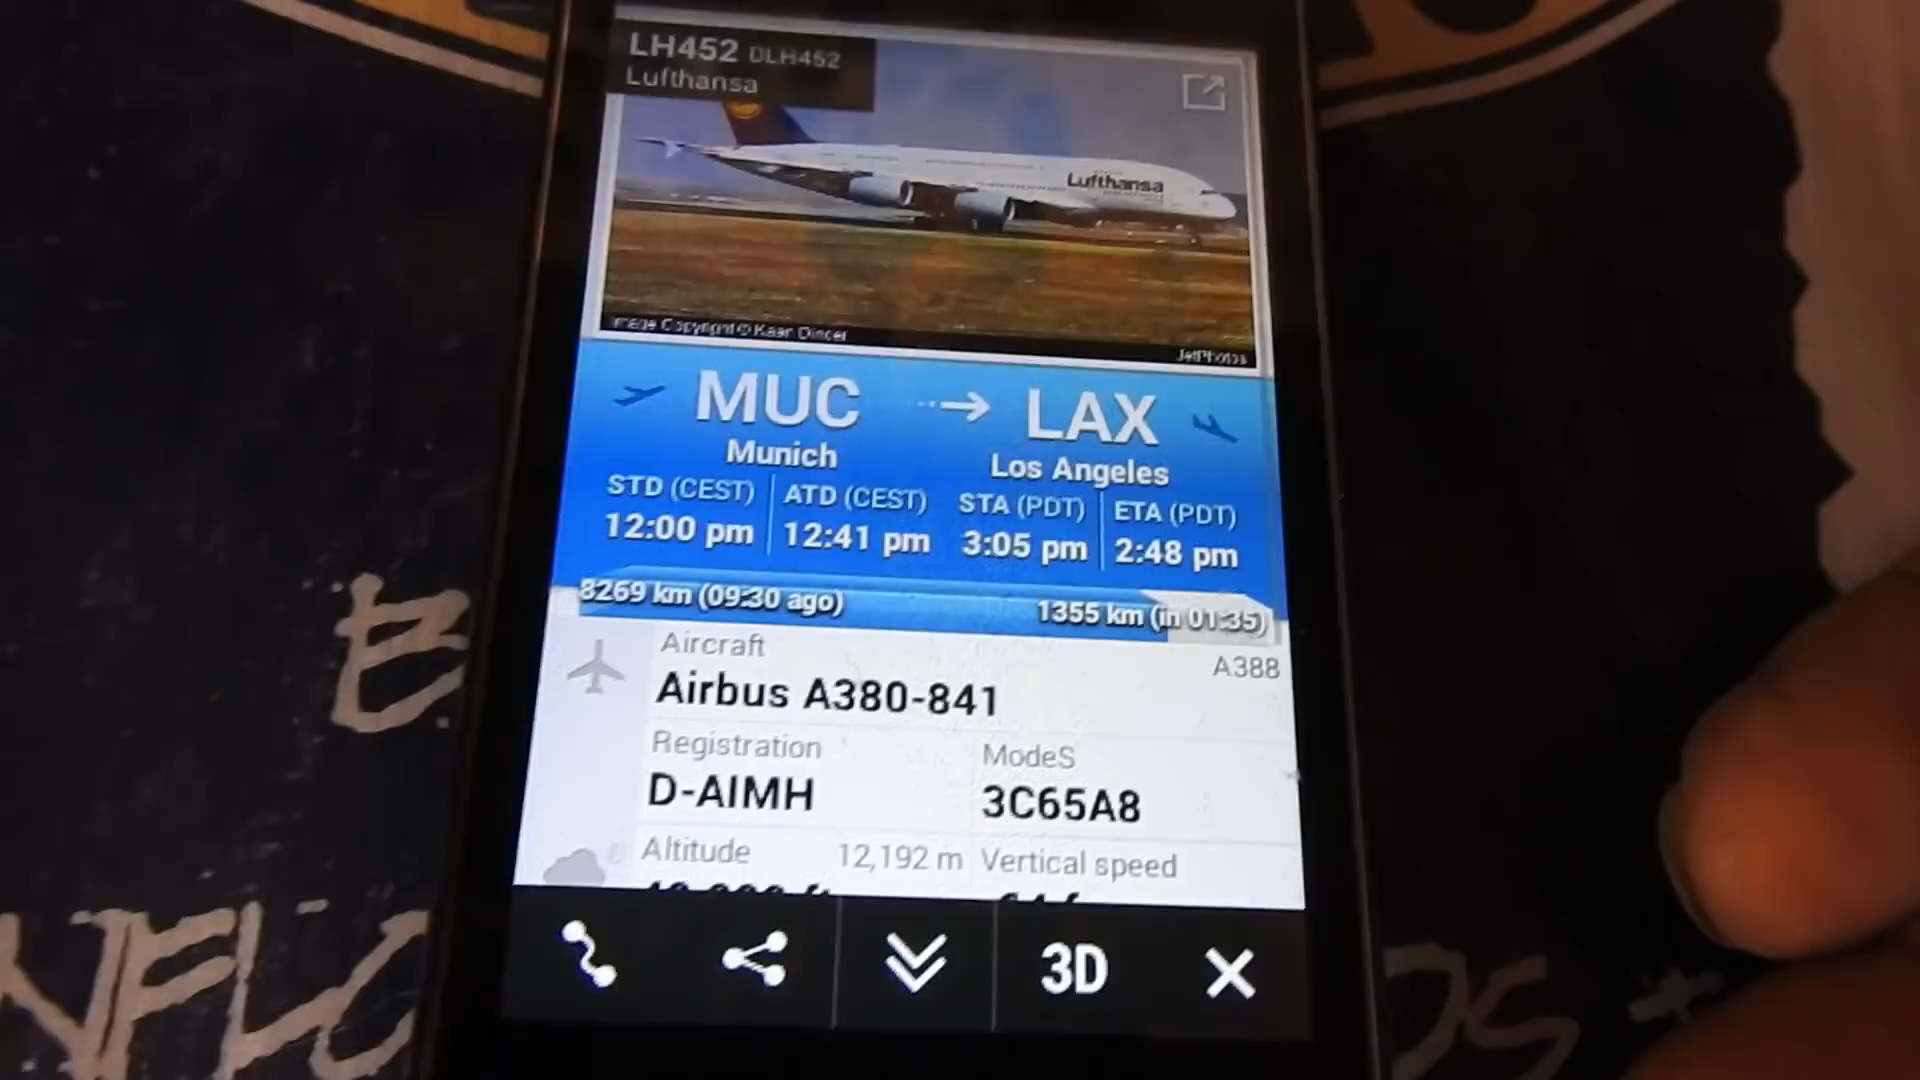 LH452 DLH452
Lufthansa
Lufthansa
Image Copyright © Kaan Dincer
JetPhotos
MUC → LAX
Munich Los Angeles
STD (CEST) ATD (CEST) STA (PDT) ETA (PDT)
12:00 pm 12:41 pm 3:05 pm 2:48 pm
8269 km (09:30 ago) 1355 km (in 01:35)
Aircraft A388
Airbus A380-841
Registration ModeS
D-AIMH 3C65A8
Altitude 12,192 m Vertical speed
3D